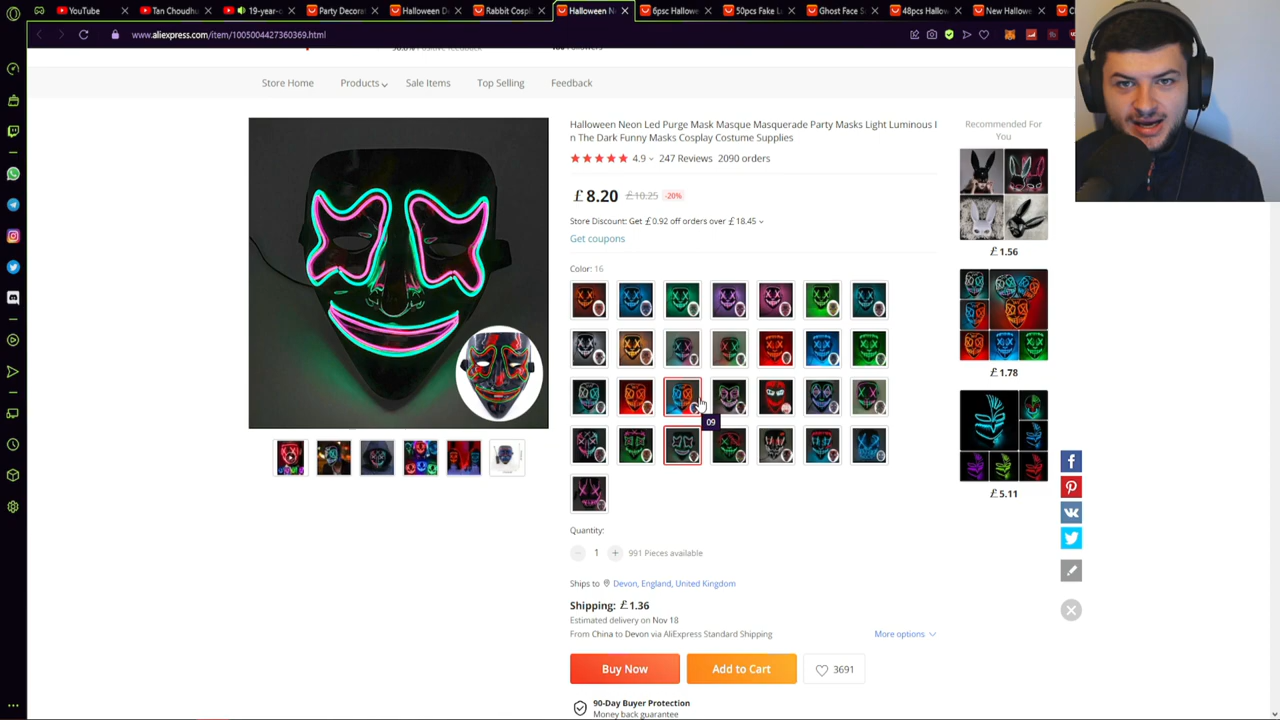 YouTube
Tan Choudhu
19-year-
Party Decorat
Halloween D
Rabbit Cospl
Halloween N
6psc Hallowe
50pcs Fake L
Ghost Face S
48pcs Hallow
New Hallowe
www.aliexpress.com/item/1005004427360369.html
Store Home
Products
Sale Items
Top Selling
Feedback
Halloween Neon Led Purge Mask Masque Masquerade Party Masks Light Luminous I
n The Dark Funny Masks Cosplay Costume Supplies
4.9
247 Reviews
2090 orders
£8.20
£10.25
-20%
Store Discount: Get £0.92 off orders over £18.45
Get coupons
Color: 16
09
Quantity:
1
991 Pieces available
Ships to
Devon, England, United Kingdom
Shipping: £1.36
Estimated delivery on Nov 18
From China to Devon via AliExpress Standard Shipping
More options
Buy Now
Add to Cart
3691
90-Day Buyer Protection
Money back guarantee
Recommended For
You
£1.56
£1.78
£5.11